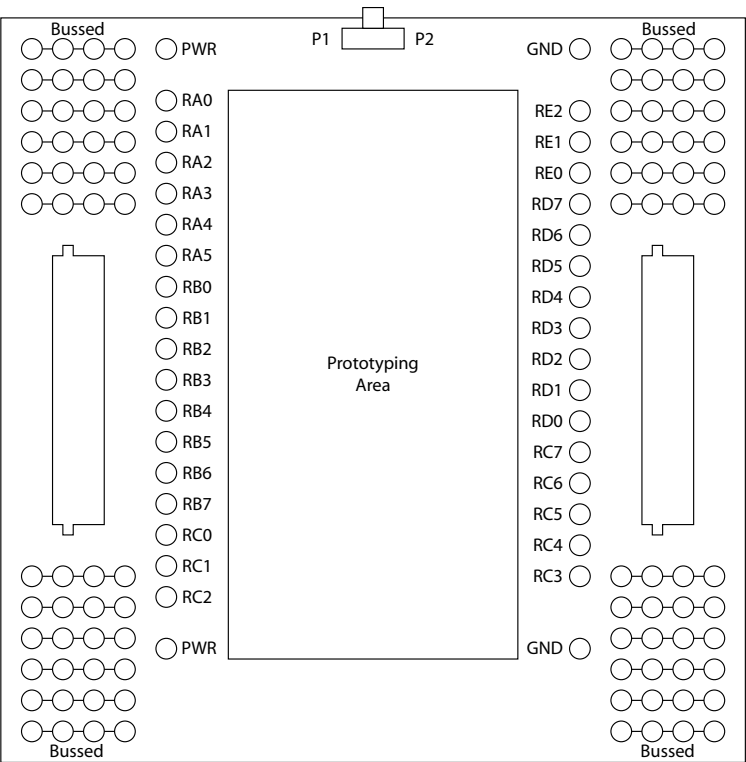 Bussed
P1
P2
Bussed
PWR
GND
RA0
RA1
RA2
RA3
RA4
RA5
RB0
RB1
RB2
RB3
RB4
RB5
RB6
RB7
RC0
RC1
RC2
PWR
Prototyping
Area
RE2
RE1
RE0
RD7
RD6
RD5
RD4
RD3
RD2
RD1
RD0
RC7
RC6
RC5
RC4
RC3
GND
Bussed
Bussed